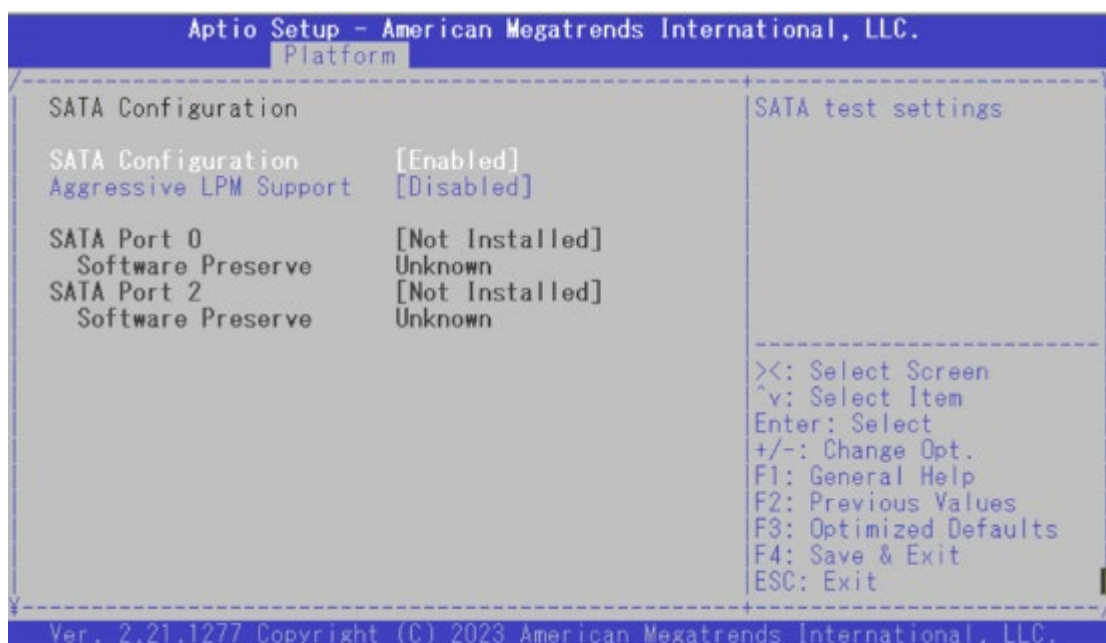 Aptio Setup - American Megatrends International, LLC.
Platform
SATA Configuration
SATA Configuration [Enabled]
Aggressive LPM Support [Disabled]
SATA Port 0 [Not Installed]
Software Preserve Unknown
SATA Port 2 [Not Installed]
Software Preserve Unknown
SATA test settings
><: Select Screen
^v: Select Item
Enter: Select
+/-: Change Opt.
F1: General Help
F2: Previous Values
F3: Optimized Defaults
F4: Save & Exit
ESC: Exit
Ver. 2.21.1277 Copyright (C) 2023 American Megatrends International, LLC.